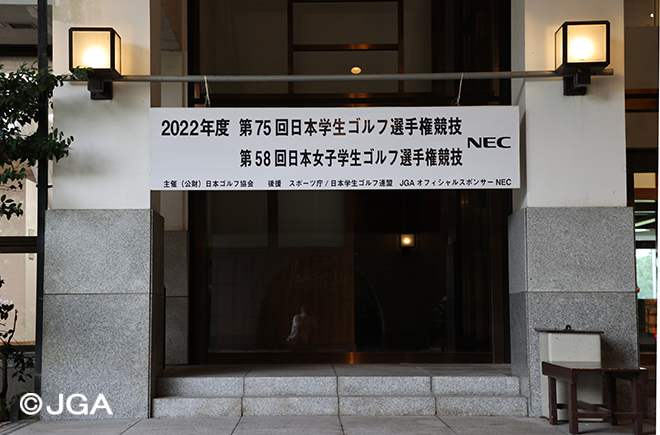 2022年度 第75回日本学生ゴルフ選手権競技
第58回日本女子学生ゴルフ選手権競技
NEC
主催（公財）日本ゴルフ協会 後援 スポーツ庁/日本学生ゴルフ連盟 JGAオフィシャルスポンサー NEC
©JGA